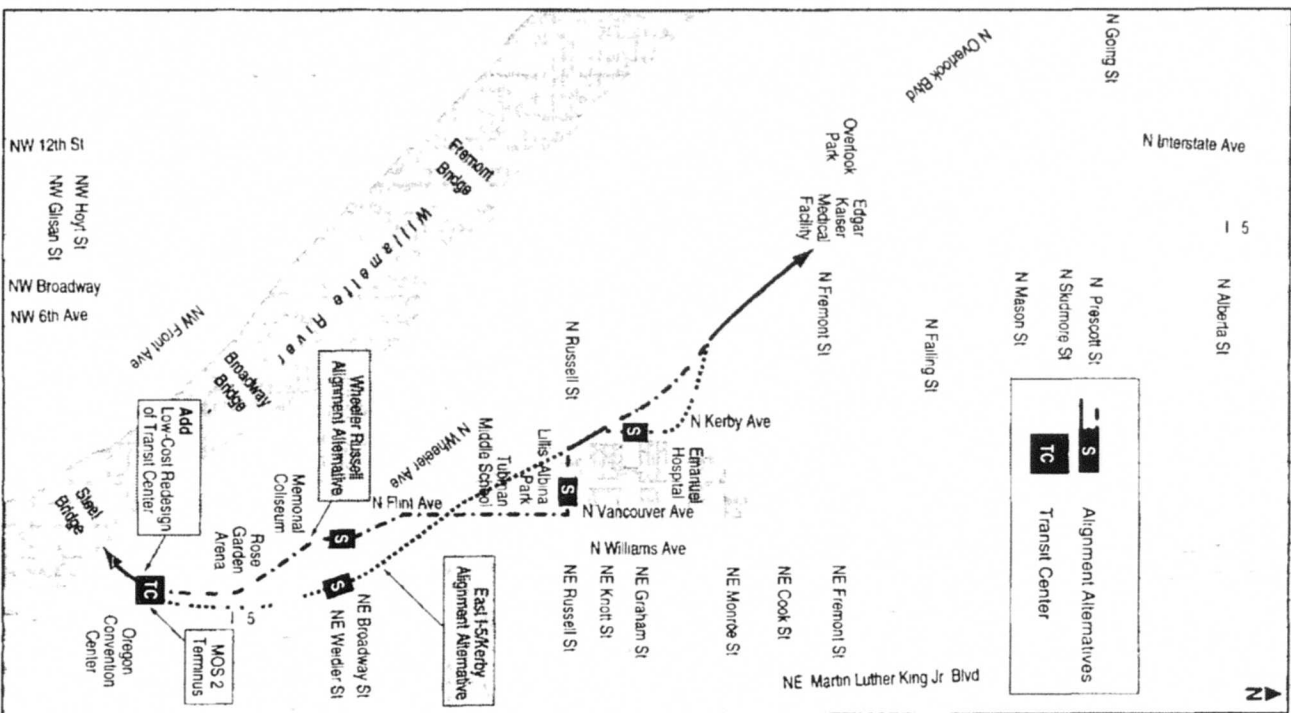 N Going St
N Overlook Blvd
N Interstate Ave
NW 12th St
Fremont
Bridge
Overlook
Park
NW Hoyt St
NW Glisan St
Edgar
Kaiser
Medical
Facility
I 5
Willamette River
NW Broadway
NW 6th Ave
NW Front Ave
N Fremont St
N Mason St
N Skidmore St
N Prescott St
N Alberta St
N Failing St
Broadway
Bridge
N Russell St
Wheeler Russell
Alignment Alternative
Add
Low-Cost Redesign
of Transit Center
N Wheeler Ave
N Kerby Ave
S
Alignment Alternatives
S
TC
Transit Center
Emanuel
Hospital
Lillis Albina
Park
Tubman
Middle School
S
Memorial
Coliseum
N Flint Ave
N Vancouver Ave
Steel
Bridge
Rose
Garden
Arena
S
N Williams Ave
TC
S
I 5
East I-5/Kerby
Alignment Alternative
NE Broadway St
NE Weidler St
NE Russell St
NE Knott St
NE Graham St
NE Monroe St
NE Cook St
NE Fremont St
MOS 2
Terminus
Oregon
Convention
Center
NE Martin Luther King Jr Blvd
N